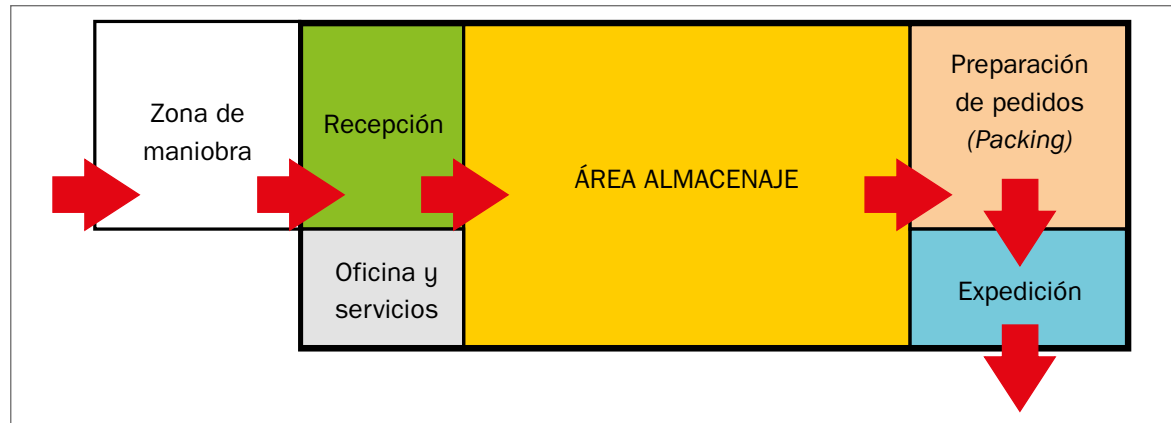 Zona de
maniobra
Recepción
Oficina y
servicios
ÁREA ALMACENAJE
Preparación
de pedidos
(Packing)
Expedición